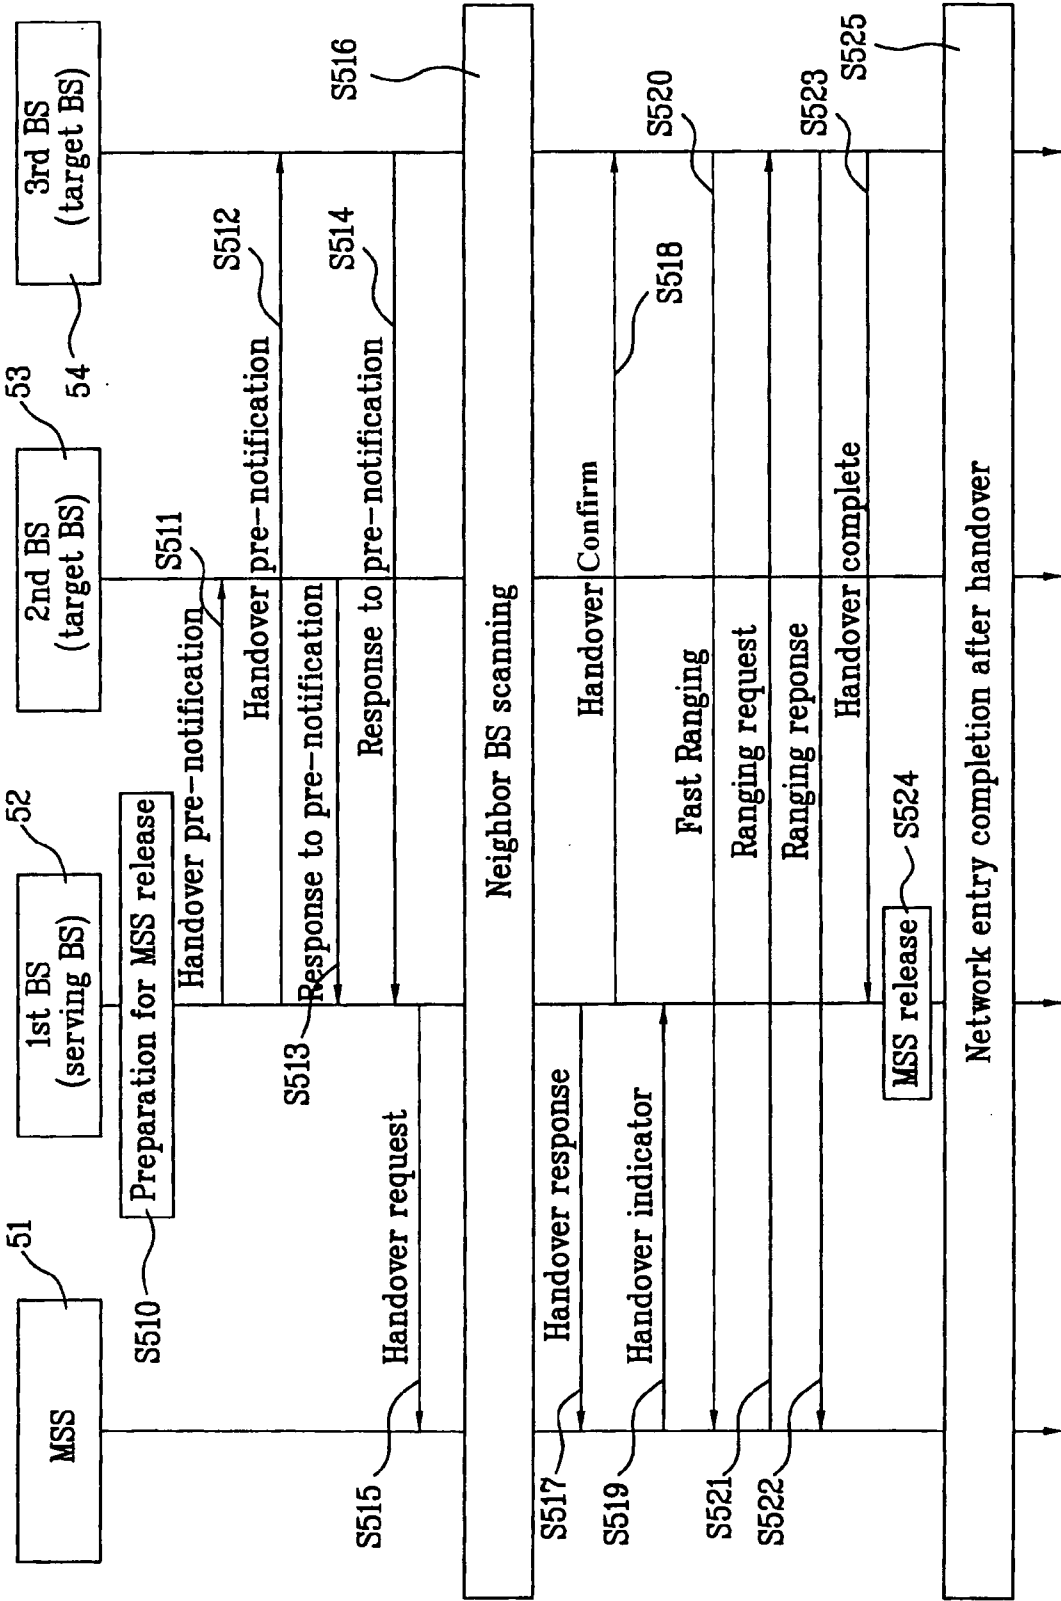 MSS
51
1st BS
(serving BS)
52
2nd BS
(target BS)
53
3rd BS
(target BS)
54
S510
Preparation for MSS release
Handover pre-notification
S511
Handover pre-notification
S512
Response to pre-notification
S513
Response to pre-notification
S514
Handover request
S515
Neighbor BS scanning
S516
Handover response
S517
Handover Confirm
S518
Handover indicator
S519
Fast Ranging
S520
Ranging request
S521
Ranging reponse
S522
Handover complete
S523
MSS release
S524
Network entry completion after handover
S525